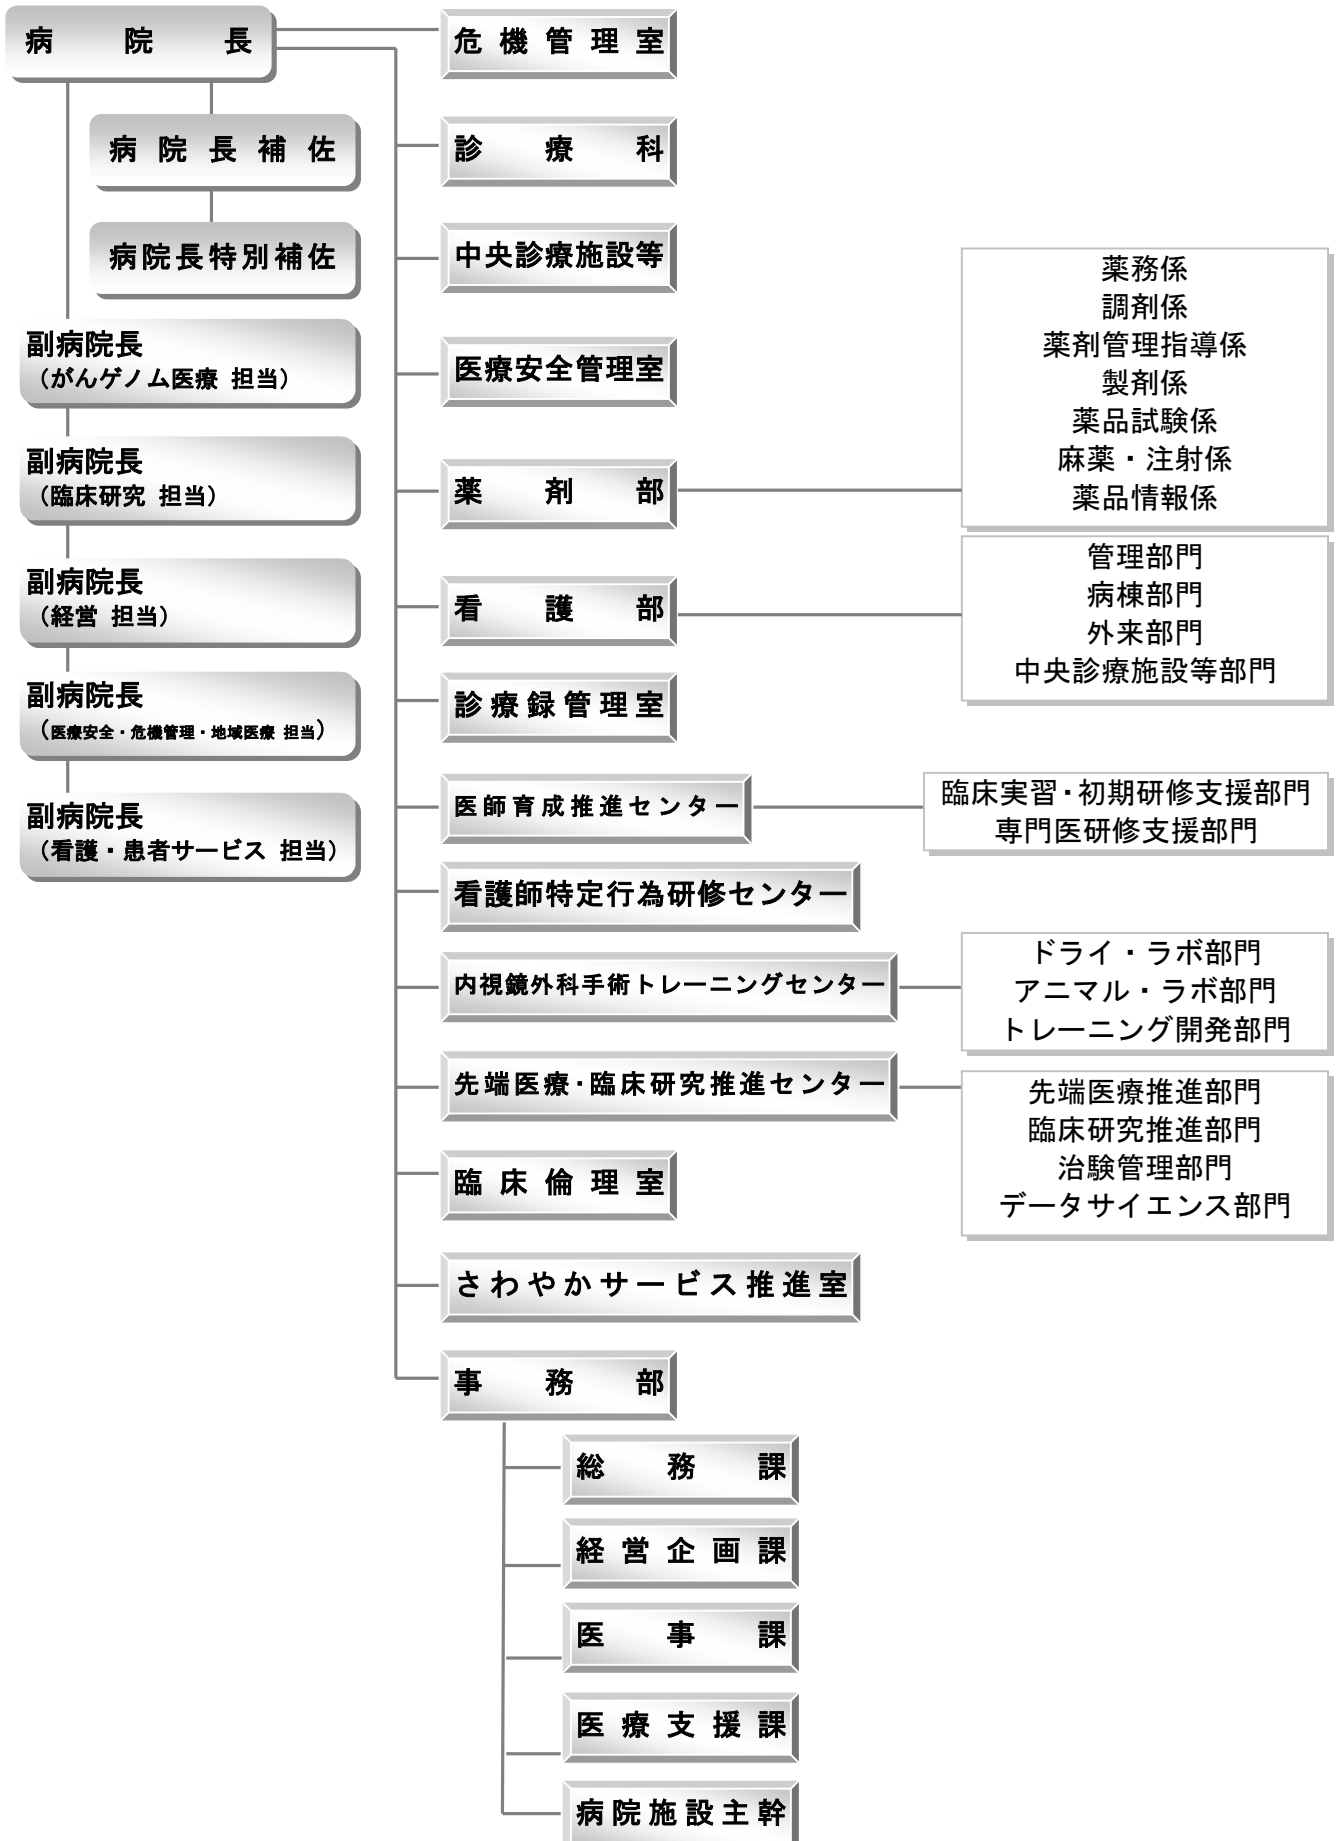 病院長
病院長補佐
病院長特別補佐
副病院長
（がんゲノム医療 担当）
副病院長
（臨床研究 担当）
副病院長
（経営 担当）
副病院長
（医療安全・危機管理・地域医療 担当）
副病院長
（看護・患者サービス 担当）
危機管理室
診療科
中央診療施設等
医療安全管理室
薬剤部
薬務係
調剤係
薬剤管理指導係
製剤係
薬品試験係
麻薬・注射係
薬品情報係
看護部
管理部門
病棟部門
外来部門
中央診療施設等部門
診療録管理室
医師育成推進センター
臨床実習・初期研修支援部門
専門医研修支援部門
看護師特定行為研修センター
内視鏡外科手術トレーニングセンター
ドライ・ラボ部門
アニマル・ラボ部門
トレーニング開発部門
先端医療・臨床研究推進センター
先端医療推進部門
臨床研究推進部門
治験管理部門
データサイエンス部門
臨床倫理室
さわやかサービス推進室
事務部
総務課
経営企画課
医事課
医療支援課
病院施設主幹